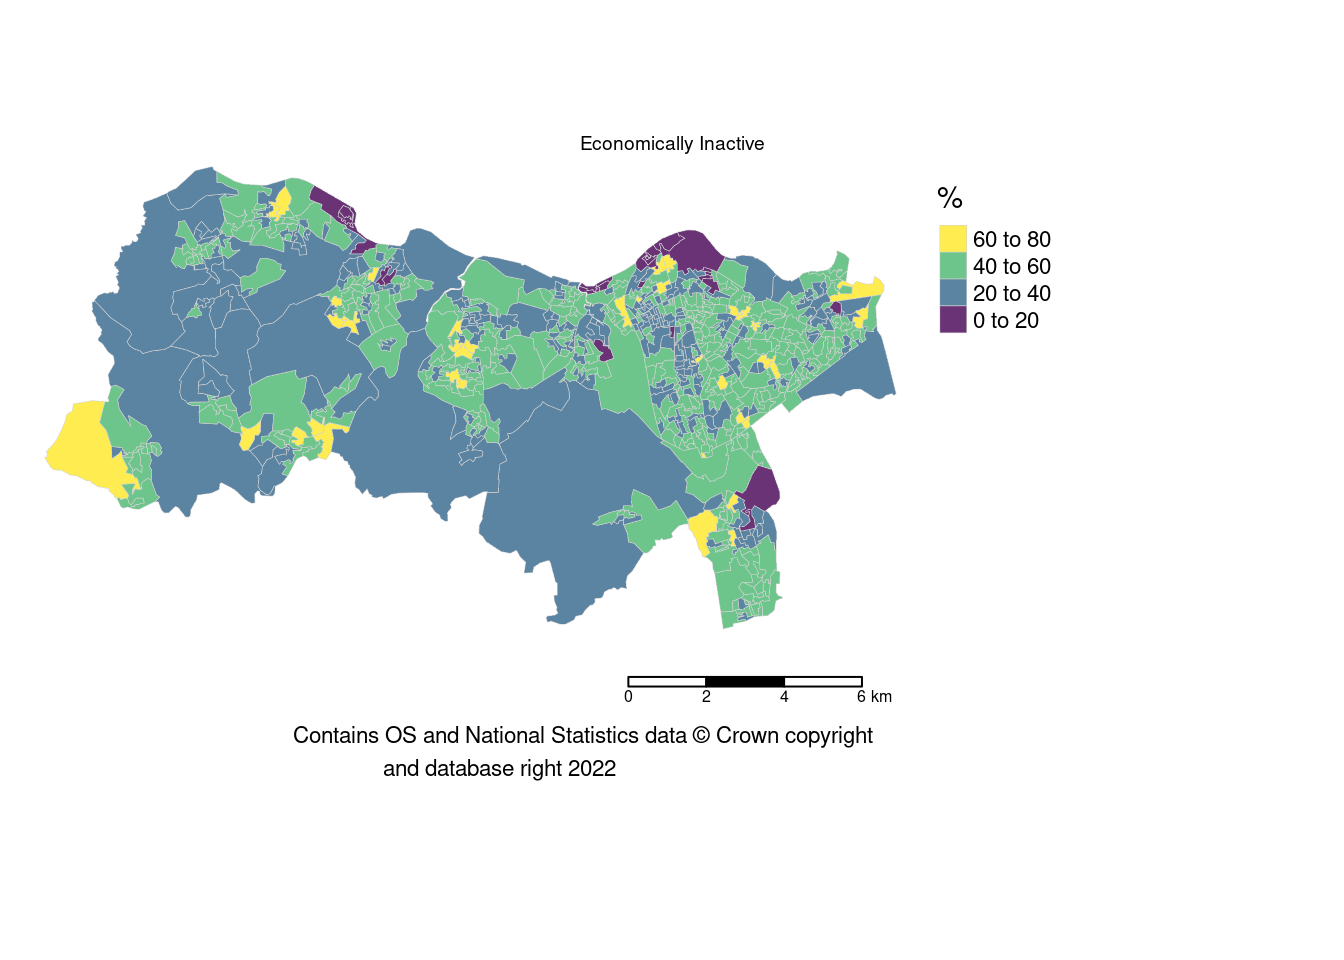 Economically Inactive
%
60 to 80
40 to 60
20 to 40
0 to 20
0 2 4 6 km
Contains OS and National Statistics data © Crown copyright
and database right 2022